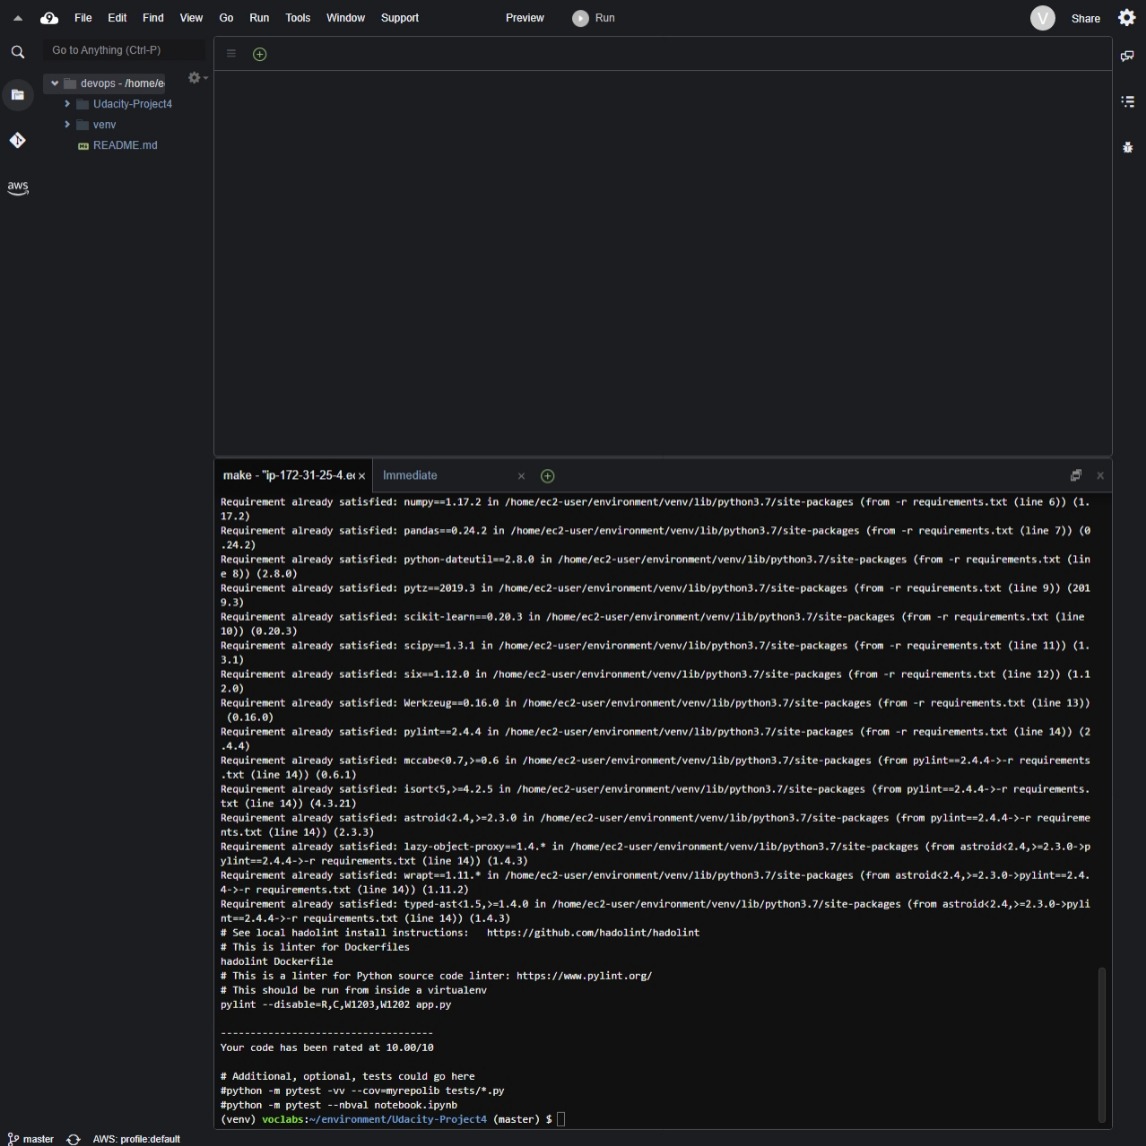 File Edit Find View Go Run Tools Window Support Preview Run V Share
Go to Anything (Ctrl-P)
devops - /home/e
Udacity-Project4
venv
README.md
aws
make - "ip-172-31-25-4.ec × Immediate ×
Requirement already satisfied: numpy==1.17.2 in /home/ec2-user/environment/venv/lib/python3.7/site-packages (from -r requirements.txt (line 6)) (1.
17.2)
Requirement already satisfied: pandas==0.24.2 in /home/ec2-user/environment/venv/lib/python3.7/site-packages (from -r requirements.txt (line 7)) (0
.24.2)
Requirement already satisfied: python-dateutil==2.8.0 in /home/ec2-user/environment/venv/lib/python3.7/site-packages (from -r requirements.txt (lin
e 8)) (2.8.0)
Requirement already satisfied: pytz==2019.3 in /home/ec2-user/environment/venv/lib/python3.7/site-packages (from -r requirements.txt (line 9)) (201
9.3)
Requirement already satisfied: scikit-learn==0.20.3 in /home/ec2-user/environment/venv/lib/python3.7/site-packages (from -r requirements.txt (line
10)) (0.20.3)
Requirement already satisfied: scipy==1.3.1 in /home/ec2-user/environment/venv/lib/python3.7/site-packages (from -r requirements.txt (line 11)) (1.
3.1)
Requirement already satisfied: six==1.12.0 in /home/ec2-user/environment/venv/lib/python3.7/site-packages (from -r requirements.txt (line 12)) (1.1
2.0)
Requirement already satisfied: Werkzeug==0.16.0 in /home/ec2-user/environment/venv/lib/python3.7/site-packages (from -r requirements.txt (line 13))
(0.16.0)
Requirement already satisfied: pylint==2.4.4 in /home/ec2-user/environment/venv/lib/python3.7/site-packages (from -r requirements.txt (line 14)) (2
.4.4)
Requirement already satisfied: mccabe<0.7,>=0.6 in /home/ec2-user/environment/venv/lib/python3.7/site-packages (from pylint==2.4.4->-r requirements
.txt (line 14)) (0.6.1)
Requirement already satisfied: isort<5,>=4.2.5 in /home/ec2-user/environment/venv/lib/python3.7/site-packages (from pylint==2.4.4->-r requirements.
txt (line 14)) (4.3.21)
Requirement already satisfied: astroid<2.4,>=2.3.0 in /home/ec2-user/environment/venv/lib/python3.7/site-packages (from pylint==2.4.4->-r requireme
nts.txt (line 14)) (2.3.3)
Requirement already satisfied: lazy-object-proxy==1.4.* in /home/ec2-user/environment/venv/lib/python3.7/site-packages (from astroid<2.4,>=2.3.0->p
ylint==2.4.4->-r requirements.txt (line 14)) (1.4.3)
Requirement already satisfied: wrapt==1.11.* in /home/ec2-user/environment/venv/lib/python3.7/site-packages (from astroid<2.4,>=2.3.0->pylint==2.4.
4->-r requirements.txt (line 14)) (1.11.2)
Requirement already satisfied: typed-ast<1.5,>=1.4.0 in /home/ec2-user/environment/venv/lib/python3.7/site-packages (from astroid<2.4,>=2.3.0->pyli
nt==2.4.4->-r requirements.txt (line 14)) (1.4.3)
# See local hadolint install instructions:   https://github.com/hadolint/hadolint
# This is linter for Dockerfiles
hadolint Dockerfile
# This is a linter for Python source code linter: https://www.pylint.org/
# This should be run from inside a virtualenv
pylint --disable=R,C,W1203,W1202 app.py
------------------------------------
Your code has been rated at 10.00/10
# Additional, optional, tests could go here
#python -m pytest -vv --cov=myrepolib tests/*.py
#python -m pytest --nbval notebook.ipynb
(venv) voclabs:~/environment/Udacity-Project4 (master) $
master AWS: profile:default